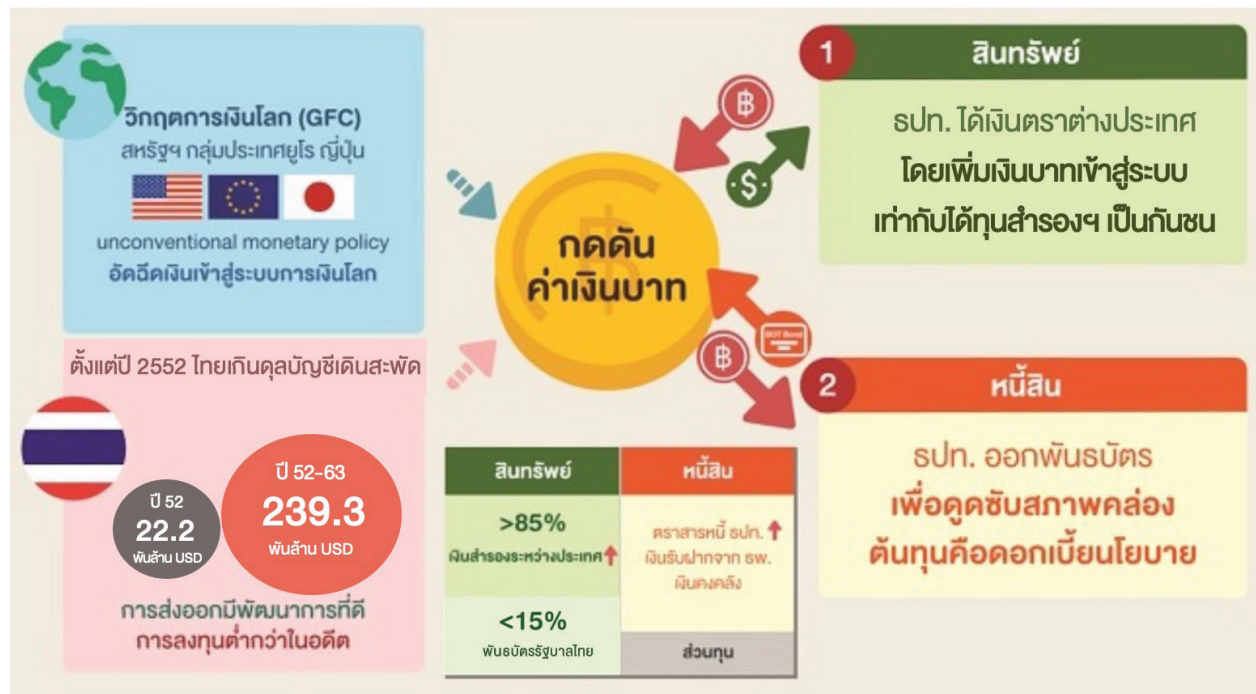 วิกฤตการเงินโลก (GFC)
สหรัฐฯ กลุ่มประเทศยูโร ญี่ปุ่น
unconventional monetary policy
อัดฉีดเงินเข้าสู่ระบบการเงินโลก
ตั้งแต่ปี 2552 ไทยเกินดุลบัญชีเดินสะพัด
ปี 52
22.2
พันล้าน USD
ปี 52-63
239.3
พันล้าน USD
การส่งออกมีพัฒนาการที่ดี
การลงทุนต่ำกว่าในอดีต
กดดัน
ค่าเงินบาท
฿
$
BOT Bond
฿
1
สินทรัพย์
ธปท. ได้เงินตราต่างประเทศ
โดยเพิ่มเงินบาทเข้าสู่ระบบ
เท่ากับได้ทุนสำรองฯ เป็นกันชน
2
หนี้สิน
ธปท. ออกพันธบัตร
เพื่อดูดซับสภาพคล่อง
ต้นทุนคือดอกเบี้ยนโยบาย
สินทรัพย์
>85%
เงินสำรองระหว่างประเทศ
<15%
พันธบัตรรัฐบาลไทย
หนี้สิน
ตราสารหนี้ ธปท.
เงินรับฝากจาก ธพ.
เงินคงคลัง
ส่วนทุน